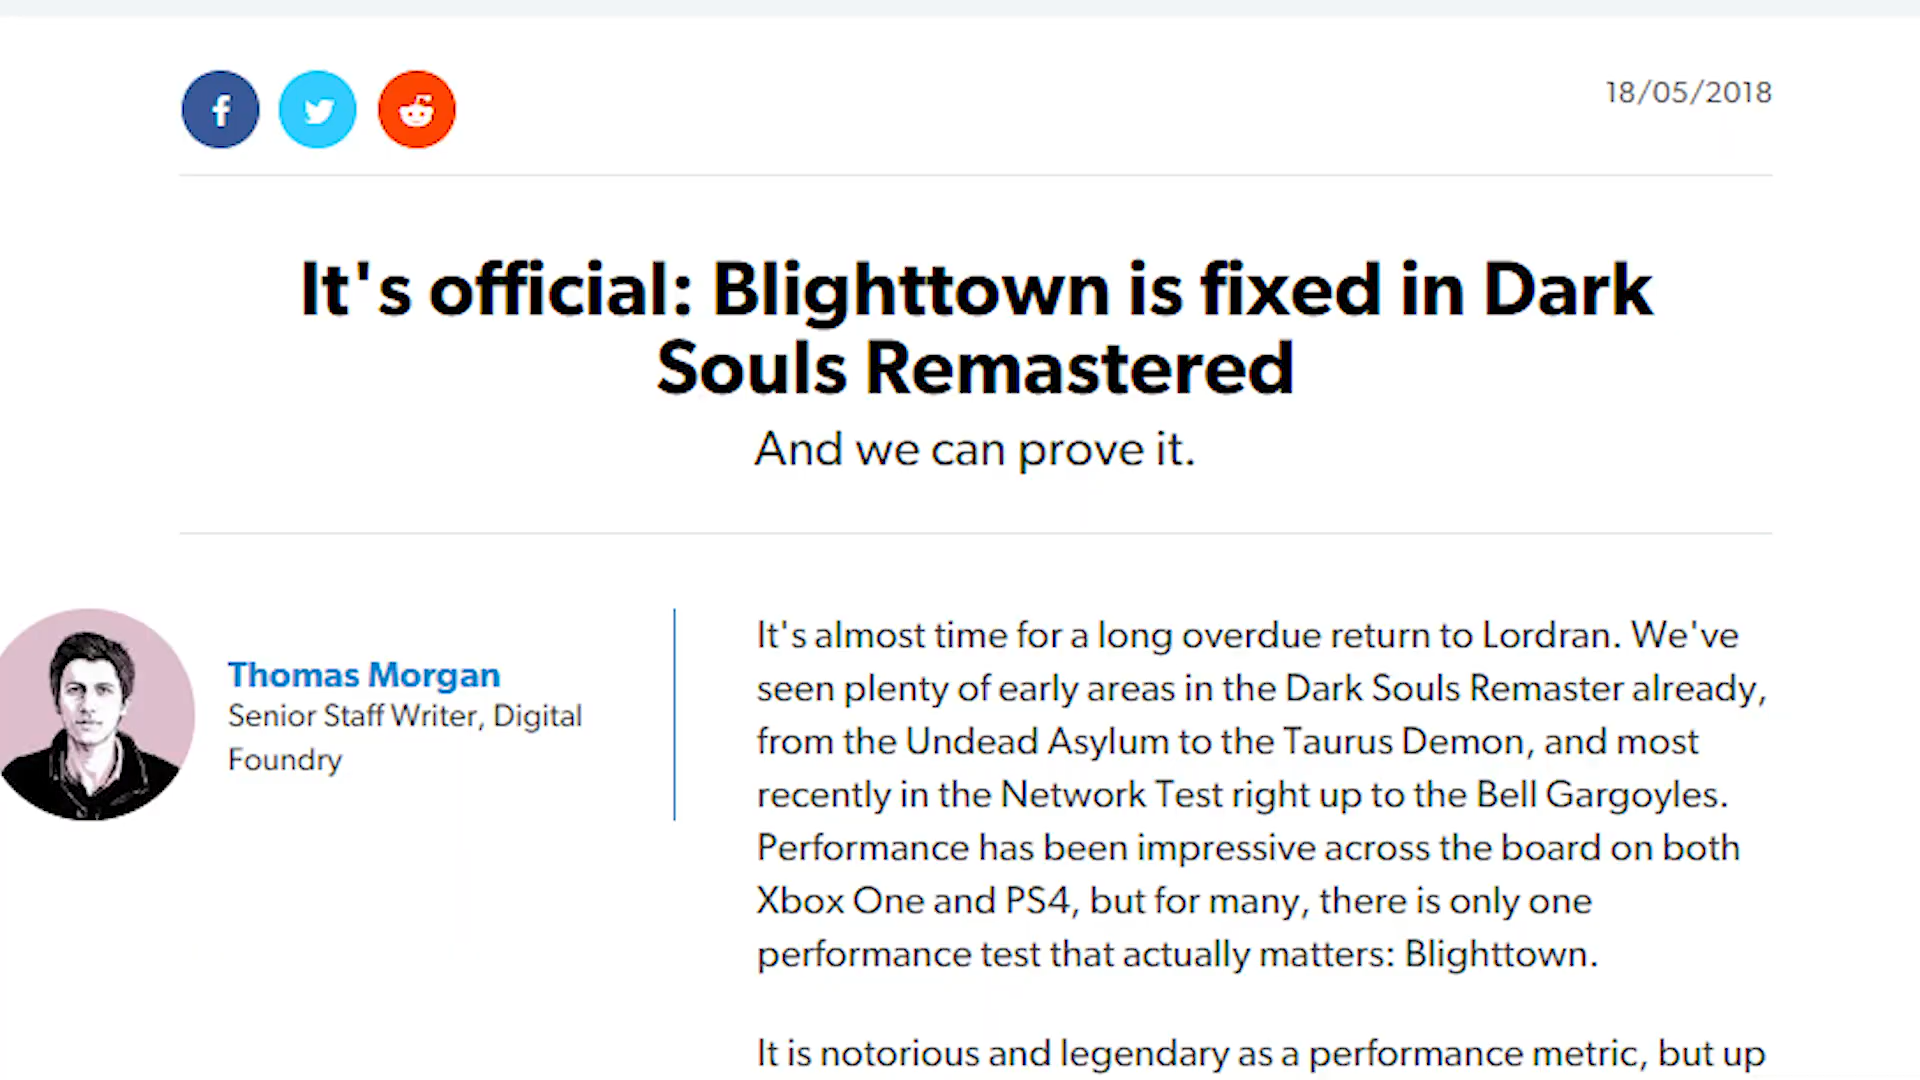 18/05/2018
It's official: Blighttown is fixed in Dark
Souls Remastered
And we can prove it.
Thomas Morgan
Senior Staff Writer, Digital
Foundry
It's almost time for a long overdue return to Lordran. We've
seen plenty of early areas in the Dark Souls Remaster already,
from the Undead Asylum to the Taurus Demon, and most
recently in the Network Test right up to the Bell Gargoyles.
Performance has been impressive across the board on both
Xbox One and PS4, but for many, there is only one
performance test that actually matters: Blighttown.
It is notorious and legendary as a performance metric, but up